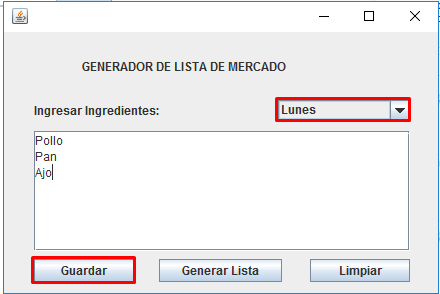 GENERADOR DE LISTA DE MERCADO
Ingresar Ingredientes:
Lunes
Pollo
Pan
Ajo
Guardar
Generar Lista
Limpiar